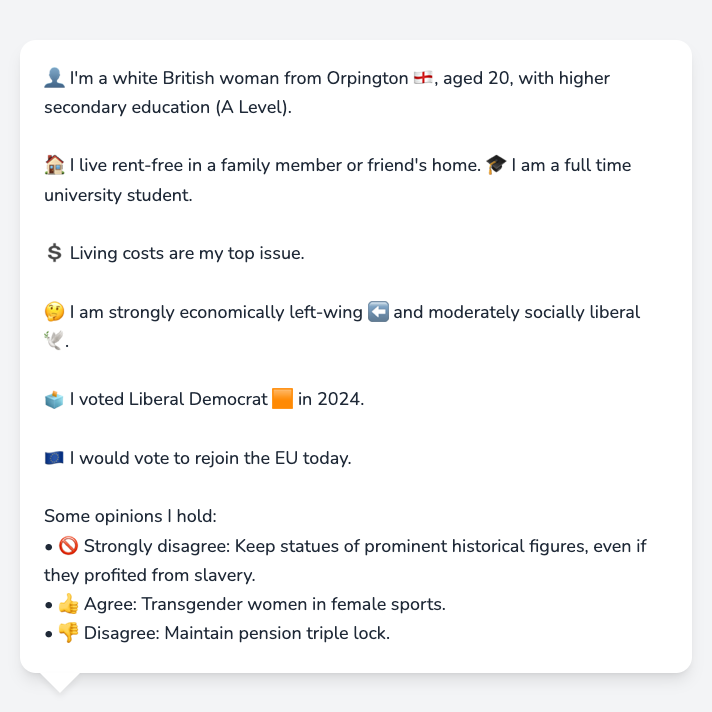 👤 I'm a white British woman from Orpington 🏴󠁧󠁢󠁥󠁮󠁧󠁿, aged 20, with higher
secondary education (A Level).
🏠 I live rent-free in a family member or friend's home. 🎓 I am a full time
university student.
💲 Living costs are my top issue.
🤔 I am strongly economically left-wing ⬅️ and moderately socially liberal
🕊️.
🗳️ I voted Liberal Democrat 🟧 in 2024.
🇪🇺 I would vote to rejoin the EU today.
Some opinions I hold:
• 🚫 Strongly disagree: Keep statues of prominent historical figures, even if
they profited from slavery.
• 👍 Agree: Transgender women in female sports.
• 👎 Disagree: Maintain pension triple lock.